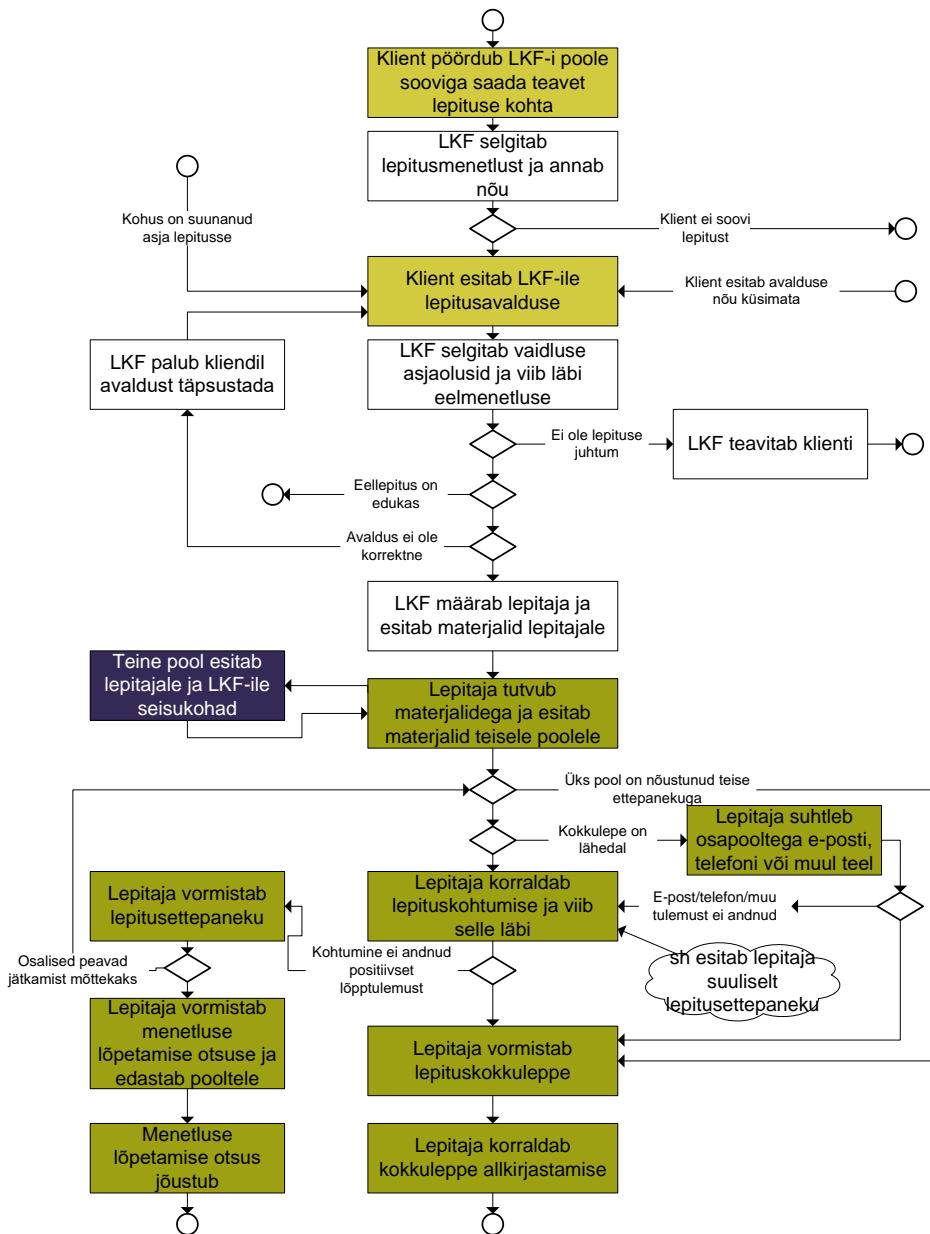 Klient pöördub LKF-i poole
sooviga saada teavet
lepituse kohta
LKF selgitab
lepitusmenetlust ja annab
nõu
Kohus on suunanud
asja lepitusse
Klient ei soovi
lepitust
Klient esitab LKF-ile
lepitusavalduse
Klient esitab avalduse
nõu küsimata
LKF palub kliendil
avaldust täpsustada
LKF selgitab vaidluse
asjaolusid ja viib läbi
eelmenetluse
Ei ole lepituse
juhtum
LKF teavitab klienti
Eellepitus on
edukas
Avaldus ei ole
korrektne
LKF määrab lepitaja ja
esitab materjalid lepitajale
Teine pool esitab
lepitajale ja LKF-ile
seisukohad
Lepitaja tutvub
materjalidega ja esitab
materjalid teisele poolele
Üks pool on nõustunud teise
ettepanekuga
Kokkulepe on
lähedal
Lepitaja suhtleb
osapooltega e-posti,
telefoni või muul teel
Lepitaja vormistab
lepitusettepaneku
Lepitaja korraldab
lepituskohtumise ja viib
selle läbi
E-post/telefon/muu
tulemust ei andnud
Osalised peavad
jätkamist mõttekaks
Kohtumine ei andnud
positiivset
lõpptulemust
sh esitab lepitaja
suuliselt
lepitusettepaneku
Lepitaja vormistab
menetluse
lõpetamise otsuse ja
edastab pooltele
Lepitaja vormistab
lepituskokkuleppe
Menetluse
lõpetamise otsus
jõustub
Lepitaja korraldab
kokkuleppe allkirjastamise